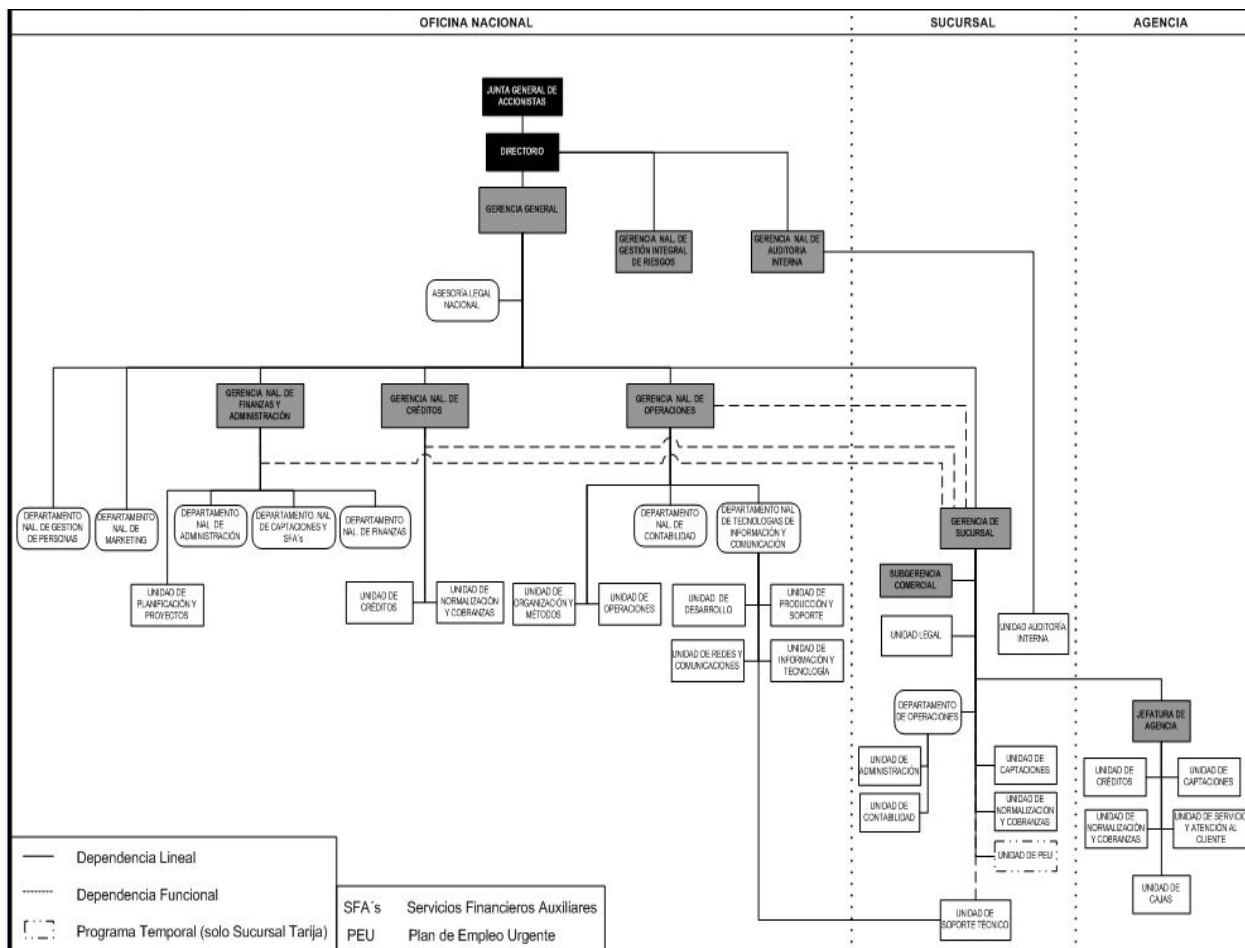 OFICINA NACIONAL
SUCURSAL
AGENCIA
JUNTA GENERAL DE
ACCIONISTAS
DIRECTORIO
GERENCIA GENERAL
GERENCIA NAL. DE
GESTIÓN INTEGRAL
DE RIESGOS
GERENCIA NAL DE
AUDITORIA
INTERNA
ASESORÍA LEGAL
NACIONAL
GERENCIA NAL. DE
FINANZAS Y
ADMINISTRACIÓN
GERENCIA NAL. DE
CRÉDITOS
GERENCIA NAL. DE
OPERACIONES
DEPARTAMENTO
NAL. DE GESTION
DE PERSONAS
DEPARTAMENTO
NAL. DE
MARKETING
DEPARTAMENTO
NAL. DE
ADMINISTRACIÓN
DEPARTAMENTO. NAL
DE CAPTACIONES Y
SFA's
DEPARTAMENTO
NAL. DE FINANZAS
DEPARTAMENTO
NAL. DE
CONTABILIDAD
DEPARTAMENTO NAL
DE TECNOLOGIAS DE
INFORMACIÓN Y
COMUNICACIÓN
GERENCIA DE
SUCURSAL
UNIDAD DE
PLANIFICACIÓN Y
PROYECTOS
UNIDAD DE
CRÉDITOS
UNIDAD DE
NORMALIZACIÓN
Y COBRANZAS
UNIDAD DE
ORGANIZACIÓN Y
MÉTODOS
UNIDAD DE
OPERACIONES
UNIDAD DE
DESARROLLO
UNIDAD DE
PRODUCCIÓN Y
SOPORTE
UNIDAD DE REDES Y
COMUNICACIONES
UNIDAD DE
INFORMACIÓN Y
TECNOLOGÍA
SUBGERENCIA
COMERCIAL
UNIDAD LEGAL
UNIDAD AUDITORÍA
INTERNA
DEPARTAMENTO
DE OPERACIONES
JEFATURA DE
AGENCIA
UNIDAD DE
ADMINISTRACIÓN
UNIDAD DE
CONTABILIDAD
UNIDAD DE
CAPTACIONES
UNIDAD DE
NORMALIZACIÓN
Y COBRANZAS
UNIDAD DE PEU
UNIDAD DE
SOPORTE TÉCNICO
UNIDAD DE
CRÉDITOS
UNIDAD DE
CAPTACIONES
UNIDAD DE
NORMALIZACIÓN
Y COBRANZAS
UNIDAD DE SERVICIO
Y ATENCIÓN AL
CLIENTE
UNIDAD DE
CAJAS
Dependencia Lineal
Dependencia Funcional
Programa Temporal (solo Sucursal Tarija)
SFA´s Servicios Financieros Auxiliares
PEU Plan de Empleo Urgente